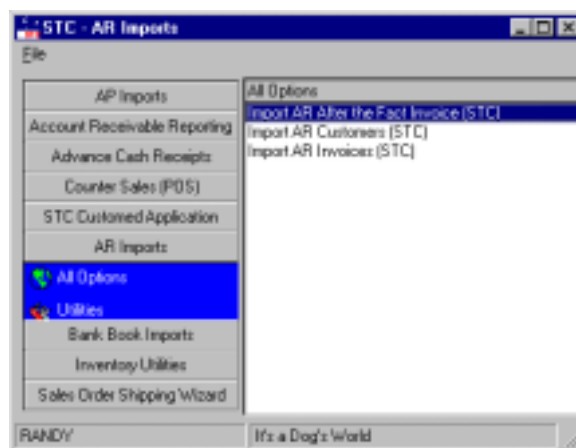 STC - AR Imports
File
AP Imports
Account Receivable Reporting
Advance Cash Receipts
Counter Sales (POS)
STC Customed Application
AR Imports
All Options
Utilities
Bank Book Imports
Inventory Utilities
Sales Order Shipping Wizard
All Options
Import AR After the Fact Invoice (STC)
Import AR Customers (STC)
Import AR Invoices (STC)
RANDY
It's a Dog's World